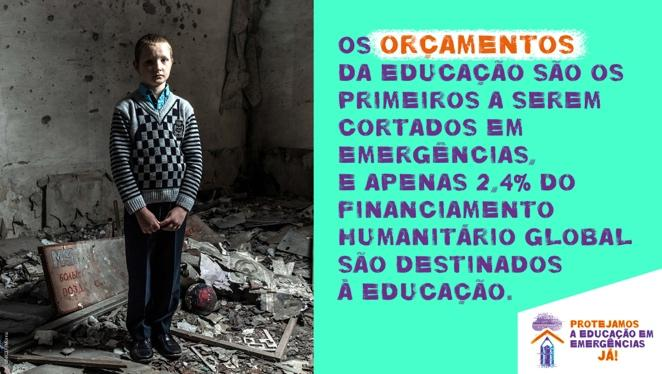 OS ORÇAMENTOS
DA EDUCAÇÃO SÃO OS
PRIMEIROS A SEREM
CORTADOS EM
EMERGÊNCIAS,
E APENAS 2,4% DO
FINANCIAMENTO
HUMANITÁRIO GLOBAL
SÃO DESTINADOS
À EDUCAÇÃO.
PROTEJAMOS
A EDUCAÇÃO EM
EMERGÊNCIAS
JÁ!